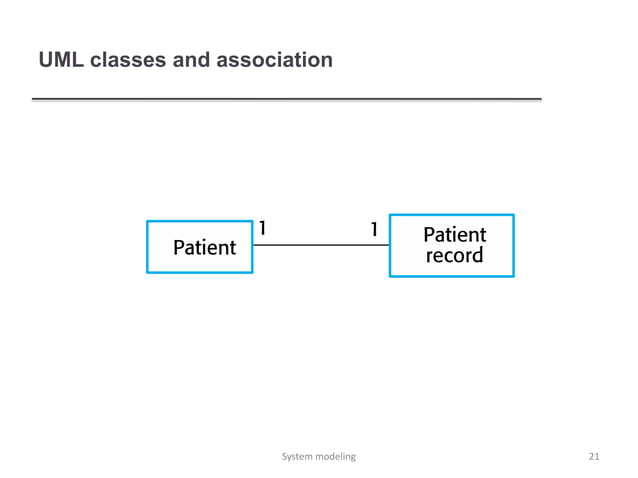 UML classes and association
1
1
Patient
Patient
record
System modeling
21